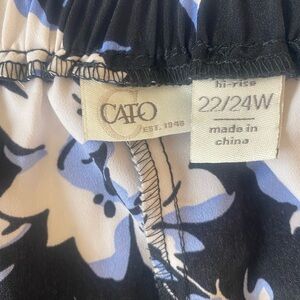 CATO
EST. 1946
hi-rise
22/24W
made in
china